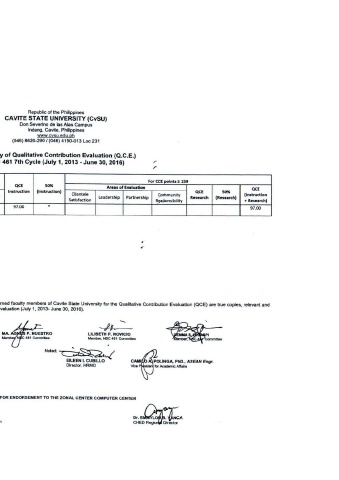 Republic of the Philippines
CAVITE STATE UNIVERSITY (CvSU)
Don Severino de las Alas Campus
Indang, Cavite, Philippines
www.cvsu.edu.ph
(046) 8620-290 / (046) 4150-013 Loc 231
y of Qualitative Contribution Evaluation (Q.C.E.)
461 7th Cycle (July 1, 2013 - June 30, 2016)
For CCE points ≥ 259
QCE Instruction 50% (Instruction) Areas of Evaluation QCE Research 50% (Research) QCE (Instruction + Research)
Clientele Satisfaction Leadership Partnership Community Responsibility
97.00 * 97.00
med faculty members of Cavite State University for the Qualitative Contribution Evaluation (QCE) are true copies, relevant and
valuation (July 1, 2013- June 30, 2016).
MA. P. NUESTRO LILIBETH P. NOVICIO
Member, NBC 461 Committee Member, NBC 461 Committee Member, NBC 461 Committee
Noted:
EILEEN I. CUBILLO CAMILO A. POLINGA, PhD., ASEAN Engr.
Director, HRMO Vice President for Academic Affairs
FOR ENDORSEMENT TO THE ZONAL CENTER COMPUTER CENTER
Dr.
CHED Regional Director